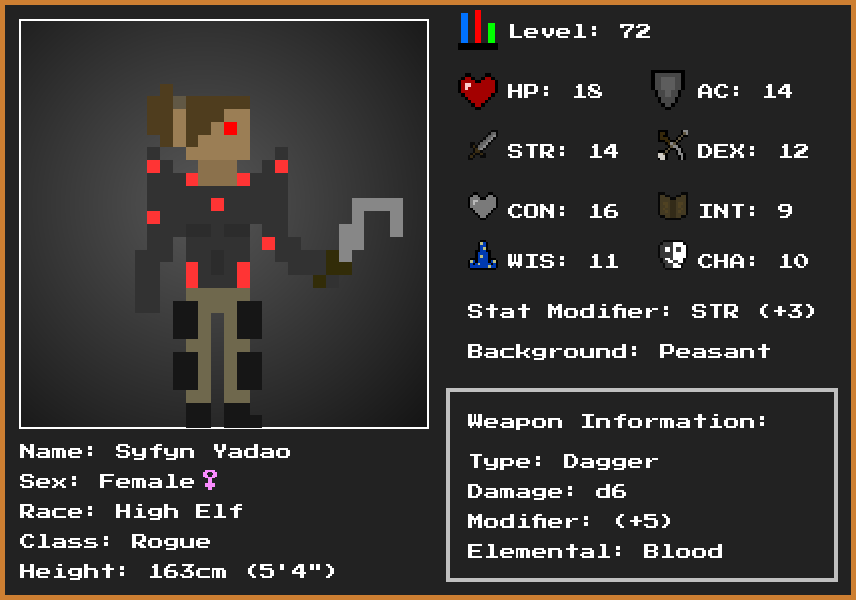 Level: 72
HP: 18
AC: 14
STR: 14
DEX: 12
CON: 16
INT: 9
WIS: 11
CHA: 10
Stat Modifier: STR (+3)
Background: Peasant
Weapon Information:
Type: Dagger
Damage: d6
Modifier: (+5)
Elemental: Blood
Name: Syfyn Yadao
Sex: Female♀
Race: High Elf
Class: Rogue
Height: 163cm (5'4")